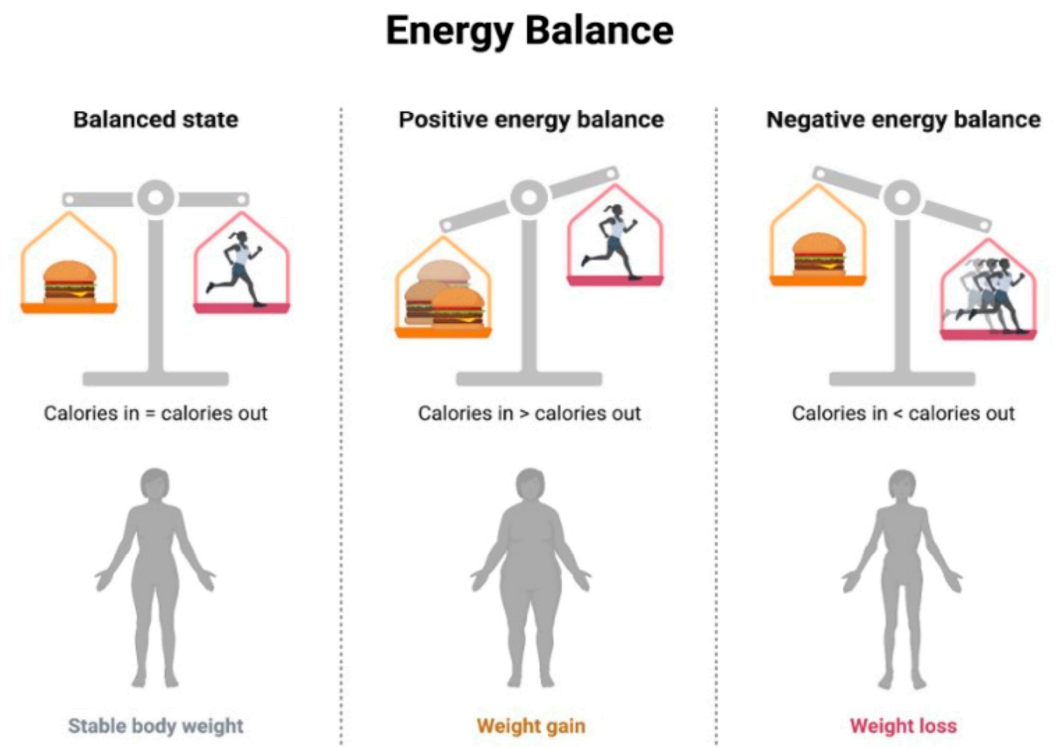 Energy Balance
Balanced state
Calories in = calories out
Stable body weight
Positive energy balance
Calories in > calories out
Weight gain
Negative energy balance
Calories in < calories out
Weight loss